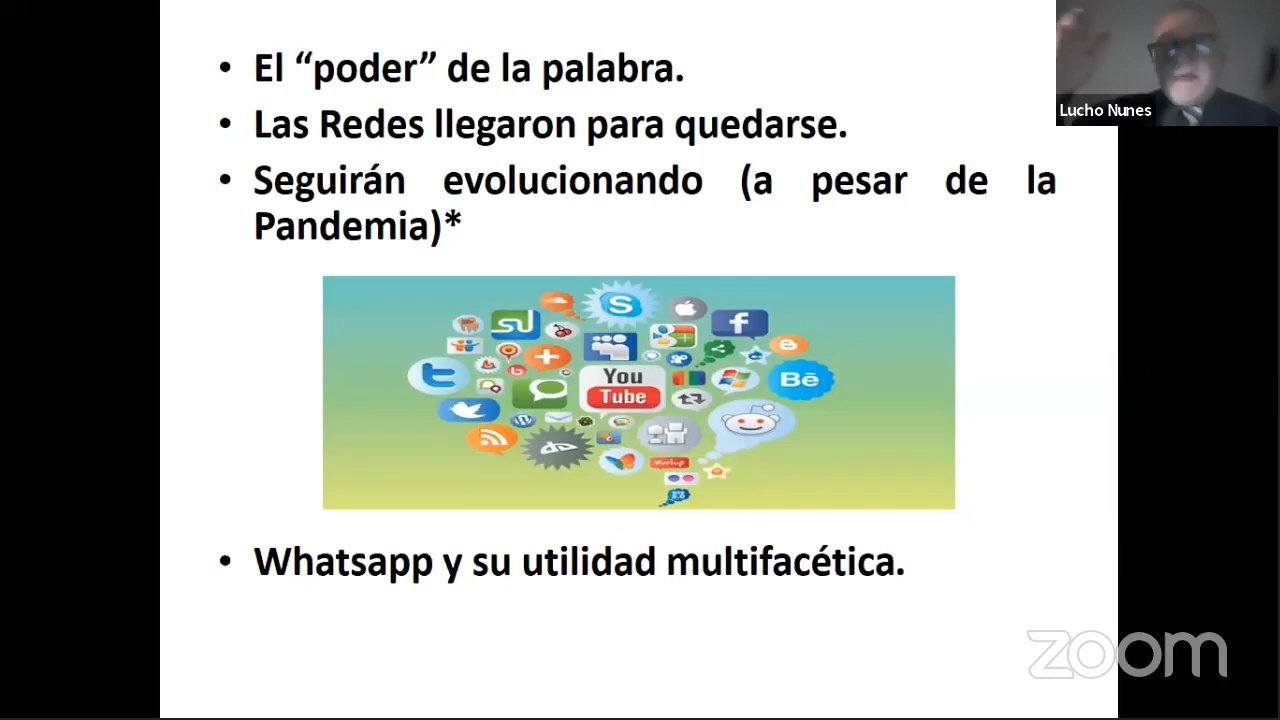 • El “poder” de la palabra.
Lucho Nunes
• Las Redes llegaron para quedarse.
• Seguirán evolucionando (a pesar de la
Pandemia)*
You
Tube
Bē
• Whatsapp y su utilidad multifacética.
zoom